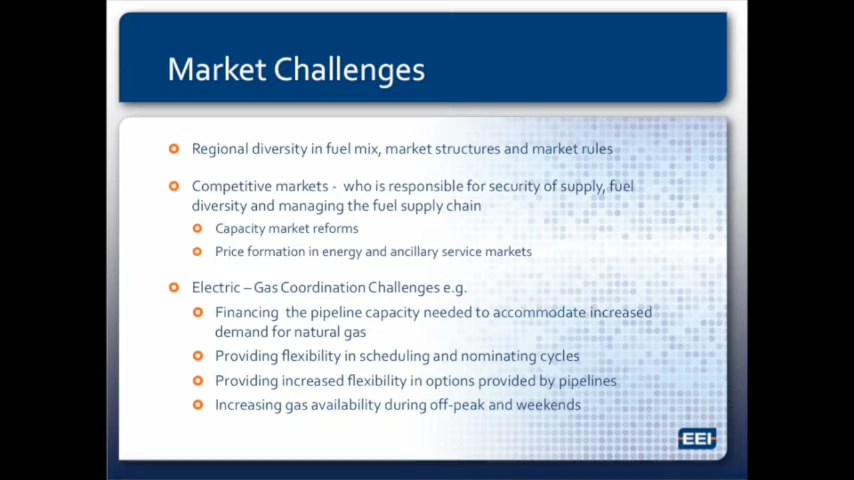 Market Challenges
Regional diversity in fuel mix, market structures and market rules
Competitive markets - who is responsible for security of supply, fuel
diversity and managing the fuel supply chain
Capacity market reforms
Price formation in energy and ancillary service markets
Electric – Gas Coordination Challenges e.g.
Financing the pipeline capacity needed to accommodate increased
demand for natural gas
Providing flexibility in scheduling and nominating cycles
Providing increased flexibility in options provided by pipelines
Increasing gas availability during off-peak and weekends
EEI